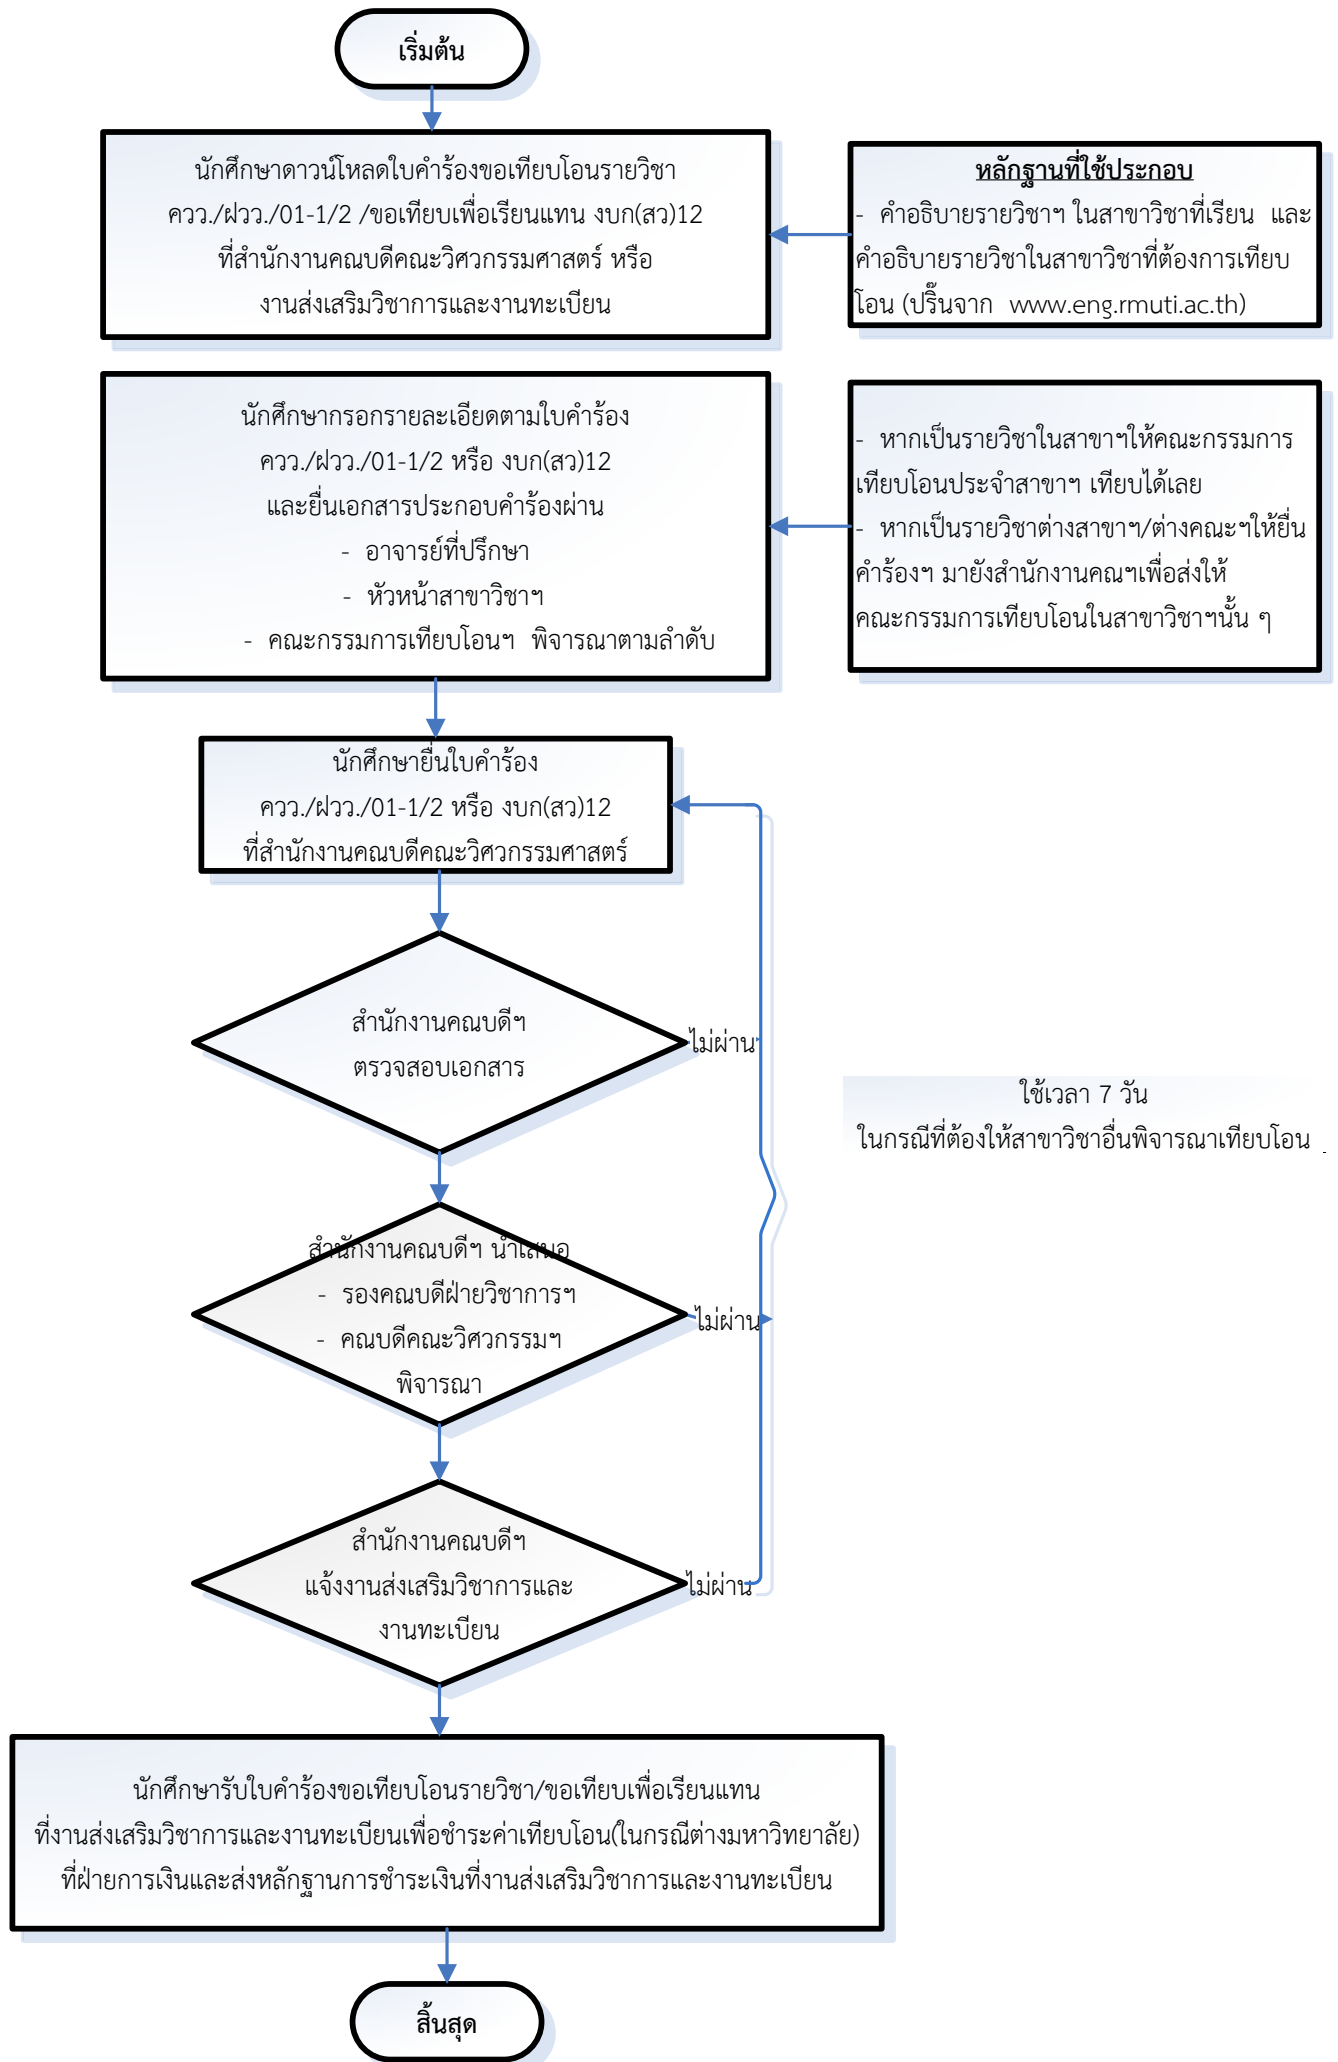 เริ่มต้น
นักศึกษาดาวน์โหลดใบคำร้องขอเทียบโอนรายวิชา
ควว./ฝวว./01-1/2 /ขอเทียบเพื่อเรียนแทน งบก(สว)12
ที่สำนักงานคณบดีคณะวิศวกรรมศาสตร์ หรือ
งานส่งเสริมวิชาการและงานทะเบียน
หลักฐานที่ใช้ประกอบ
- คำอธิบายรายวิชาฯ ในสาขาวิชาที่เรียน และ
คำอธิบายรายวิชาในสาขาวิชาที่ต้องการเทียบ
โอน (ปริ๊นจาก www.eng.rmuti.ac.th)
นักศึกษากรอกรายละเอียดตามใบคำร้อง
ควว./ฝวว./01-1/2 หรือ งบก(สว)12
และยื่นเอกสารประกอบคำร้องผ่าน
- อาจารย์ที่ปรึกษา
- หัวหน้าสาขาวิชาฯ
- คณะกรรมการเทียบโอนฯ พิจารณาตามลำดับ
- หากเป็นรายวิชาในสาขาฯให้คณะกรรมการ
เทียบโอนประจำสาขาฯ เทียบได้เลย
- หากเป็นรายวิชาต่างสาขาฯ/ต่างคณะฯให้ยื่น
คำร้องฯ มายังสำนักงานคณฯเพื่อส่งให้
คณะกรรมการเทียบโอนในสาขาวิชาฯนั้น ๆ
นักศึกษายื่นใบคำร้อง
ควว./ฝวว./01-1/2 หรือ งบก(สว)12
ที่สำนักงานคณบดีคณะวิศวกรรมศาสตร์
สำนักงานคณบดีฯ
ตรวจสอบเอกสาร
ไม่ผ่าน
ใช้เวลา 7 วัน
ในกรณีที่ต้องให้สาขาวิชาอื่นพิจารณาเทียบโอน
สำนักงานคณบดีฯ นำเสนอ
- รองคณบดีฝ่ายวิชาการฯ
- คณบดีคณะวิศวกรรมฯ
พิจารณา
ไม่ผ่าน
สำนักงานคณบดีฯ
แจ้งงานส่งเสริมวิชาการและ
งานทะเบียน
ไม่ผ่าน
นักศึกษารับใบคำร้องขอเทียบโอนรายวิชา/ขอเทียบเพื่อเรียนแทน
ที่งานส่งเสริมวิชาการและงานทะเบียนเพื่อชำระค่าเทียบโอน(ในกรณีต่างมหาวิทยาลัย)
ที่ฝ่ายการเงินและส่งหลักฐานการชำระเงินที่งานส่งเสริมวิชาการและงานทะเบียน
สิ้นสุด